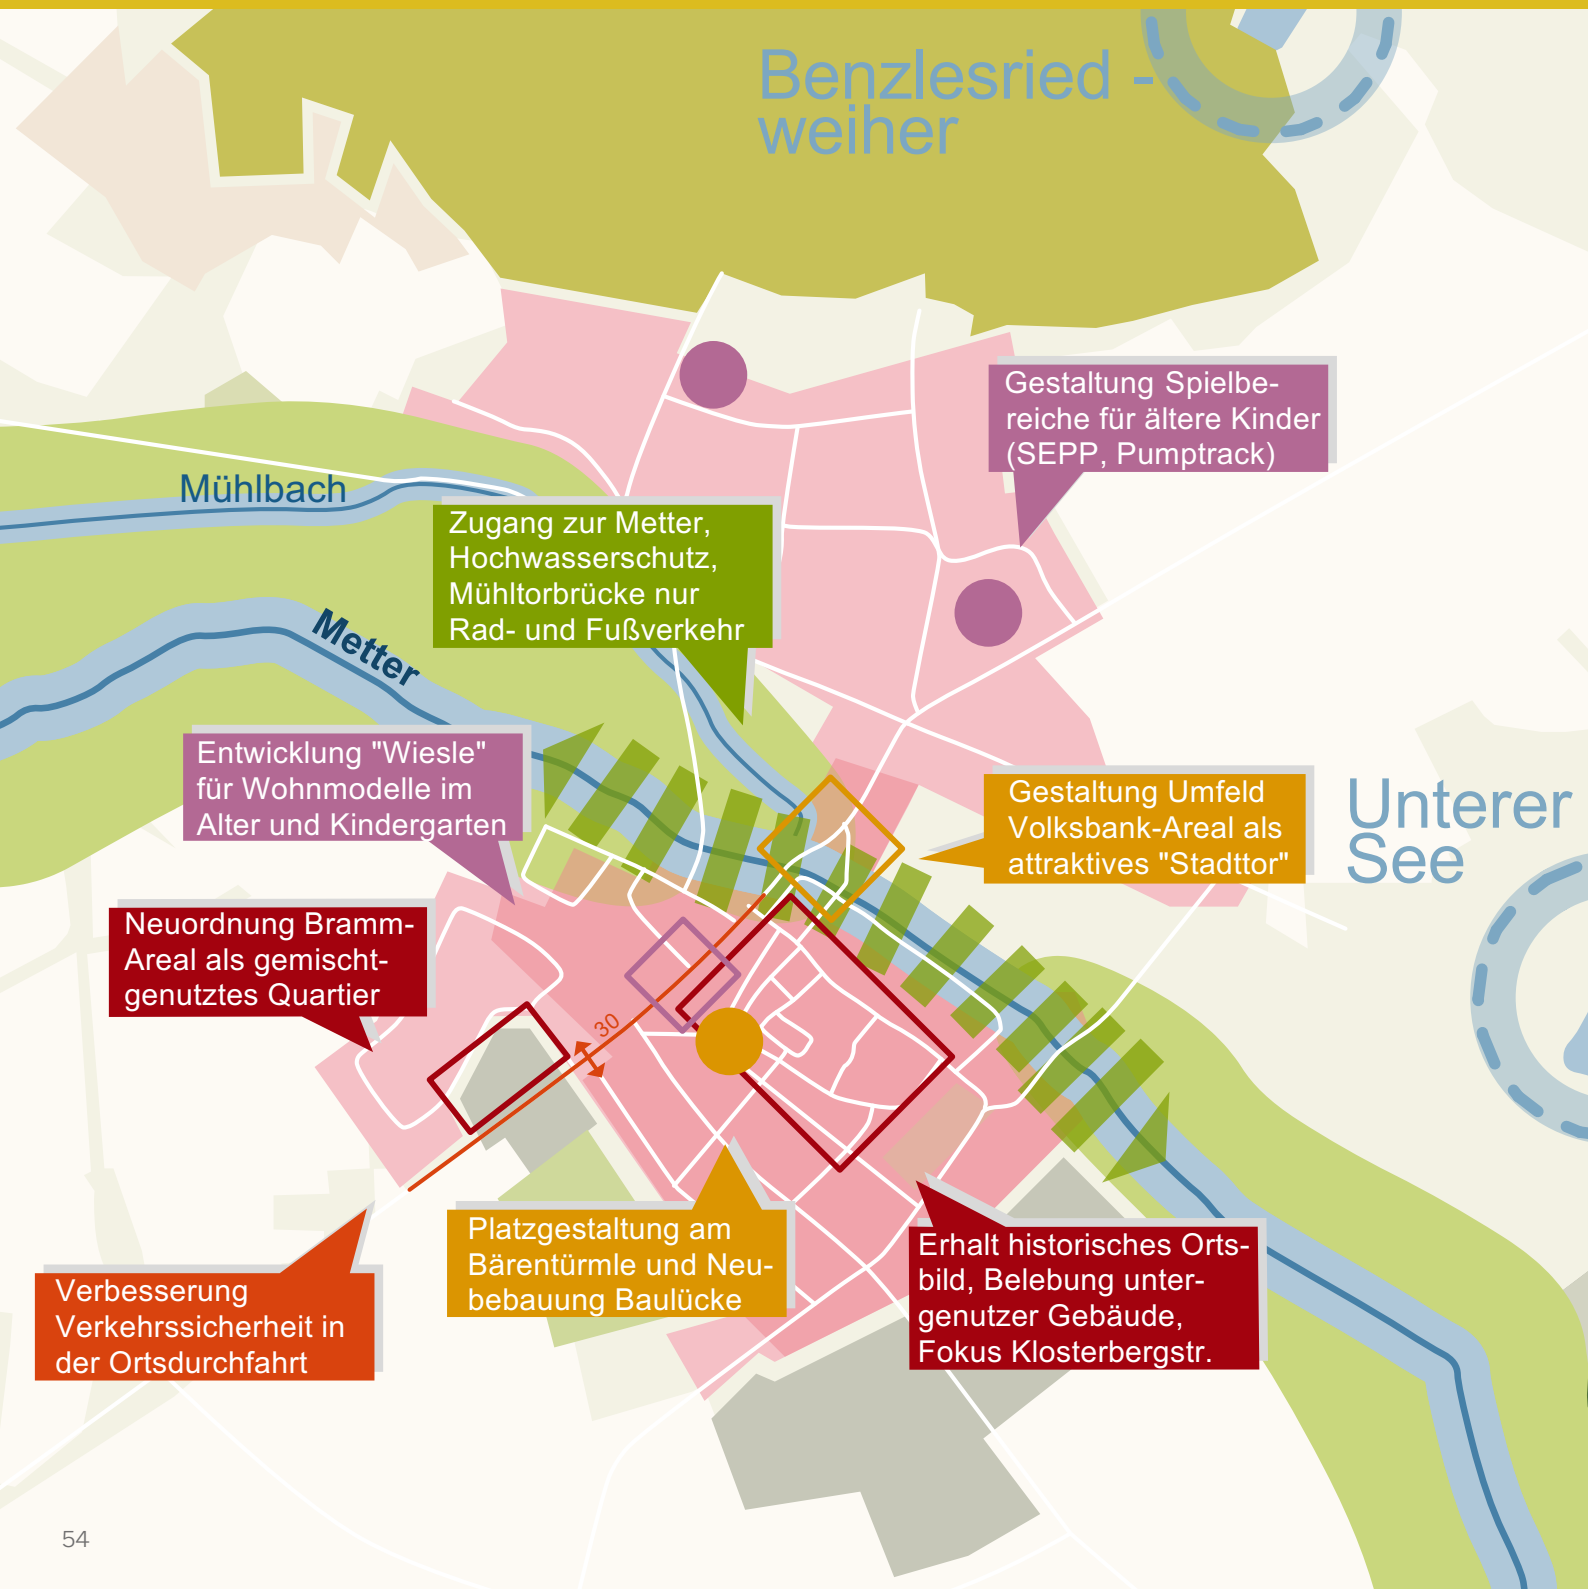 Benzlesried -
weiher
Gestaltung Spielbe-
reiche für ältere Kinder
(SEPP, Pumptrack)
Mühlbach
Zugang zur Metter,
Hochwasserschutz,
Mühltorbrücke nur
Rad- und Fußverkehr
Metter
Entwicklung "Wiesle"
für Wohnmodelle im
Alter und Kindergarten
Gestaltung Umfeld
Volksbank-Areal als
attraktives "Stadttor"
Unterer
See
Neuordnung Bramm-
Areal als gemischt-
genutztes Quartier
30
Platzgestaltung am
Bärentürmle und Neu-
bebauung Baulücke
Erhalt historisches Orts-
bild, Belebung unter-
genutzer Gebäude,
Fokus Klosterbergstr.
Verbesserung
Verkehrssicherheit in
der Ortsdurchfahrt
54